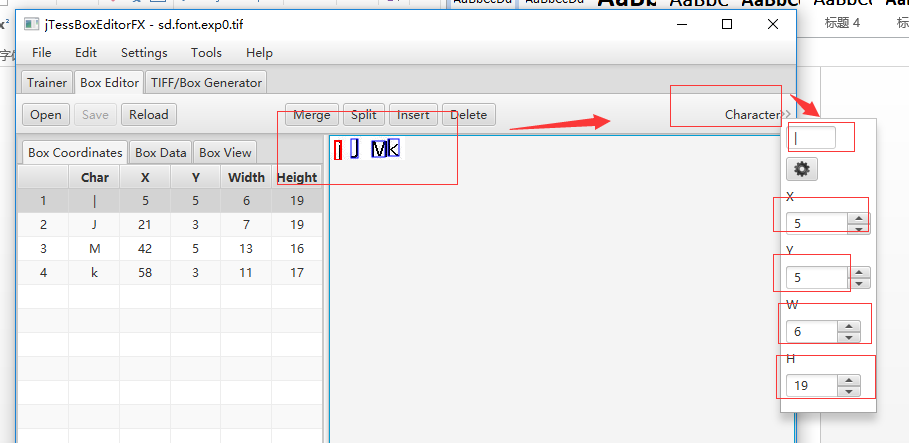 AaBbCcDd AaBbCcDd
jTessBoxEditorFX - sd.font.exp0.tif
标题 4
File Edit Settings Tools Help
Trainer Box Editor TIFF/Box Generator
Open Save Reload Merge Split Insert Delete Character >>
Box Coordinates Box Data Box View
Char X Y Width Height
1 | 5 5 6 19
2 J 21 3 7 19
3 M 42 5 13 16
4 k 58 3 11 17
J Mk
|
X
5
Y
5
W
6
H
19